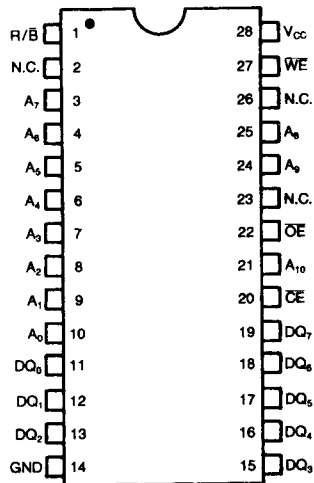 R/B̅ 1 28 VCC
N.C. 2 27 W̅E̅
A7 3 26 N.C.
A6 4 25 A8
A5 5 24 A9
A4 6 23 N.C.
A3 7 22 O̅E̅
A2 8 21 A10
A1 9 20 C̅E̅
A0 10 19 DQ7
DQ0 11 18 DQ6
DQ1 12 17 DQ5
DQ2 13 16 DQ4
GND 14 15 DQ3